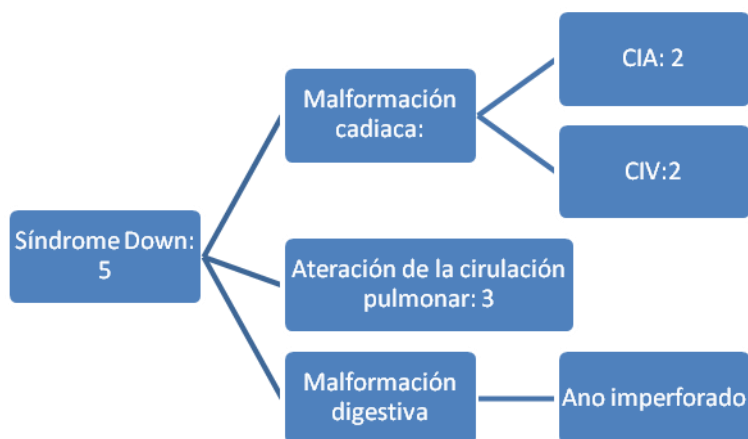 Síndrome Down:
5
Malformación
cadiaca:
CIA: 2
CIV:2
Ateración de la cirulación
pulmonar: 3
Malformación
digestiva
Ano imperforado